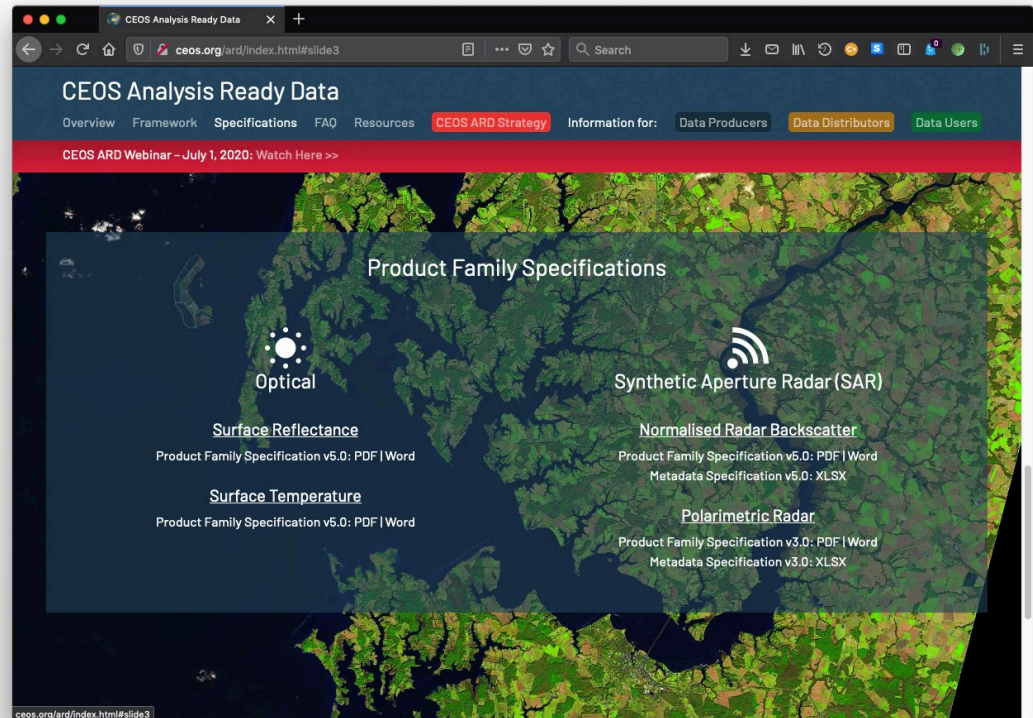 CEOS Analysis Ready Data
ceos.org/ard/index.html#slide3
Search
CEOS Analysis Ready Data
Overview Framework Specifications FAQ Resources CEOS ARD Strategy Information for: Data Producers Data Distributors Data Users
CEOS ARD Webinar – July 1, 2020: Watch Here >>
Product Family Specifications
Optical
Surface Reflectance
Product Family Specification v5.0: PDF | Word
Surface Temperature
Product Family Specification v5.0: PDF | Word
Synthetic Aperture Radar (SAR)
Normalised Radar Backscatter
Product Family Specification v5.0: PDF | Word
Metadata Specification v5.0: XLSX
Polarimetric Radar
Product Family Specification v3.0: PDF | Word
Metadata Specification v3.0: XLSX
ceos.org/ard/index.html#slide3